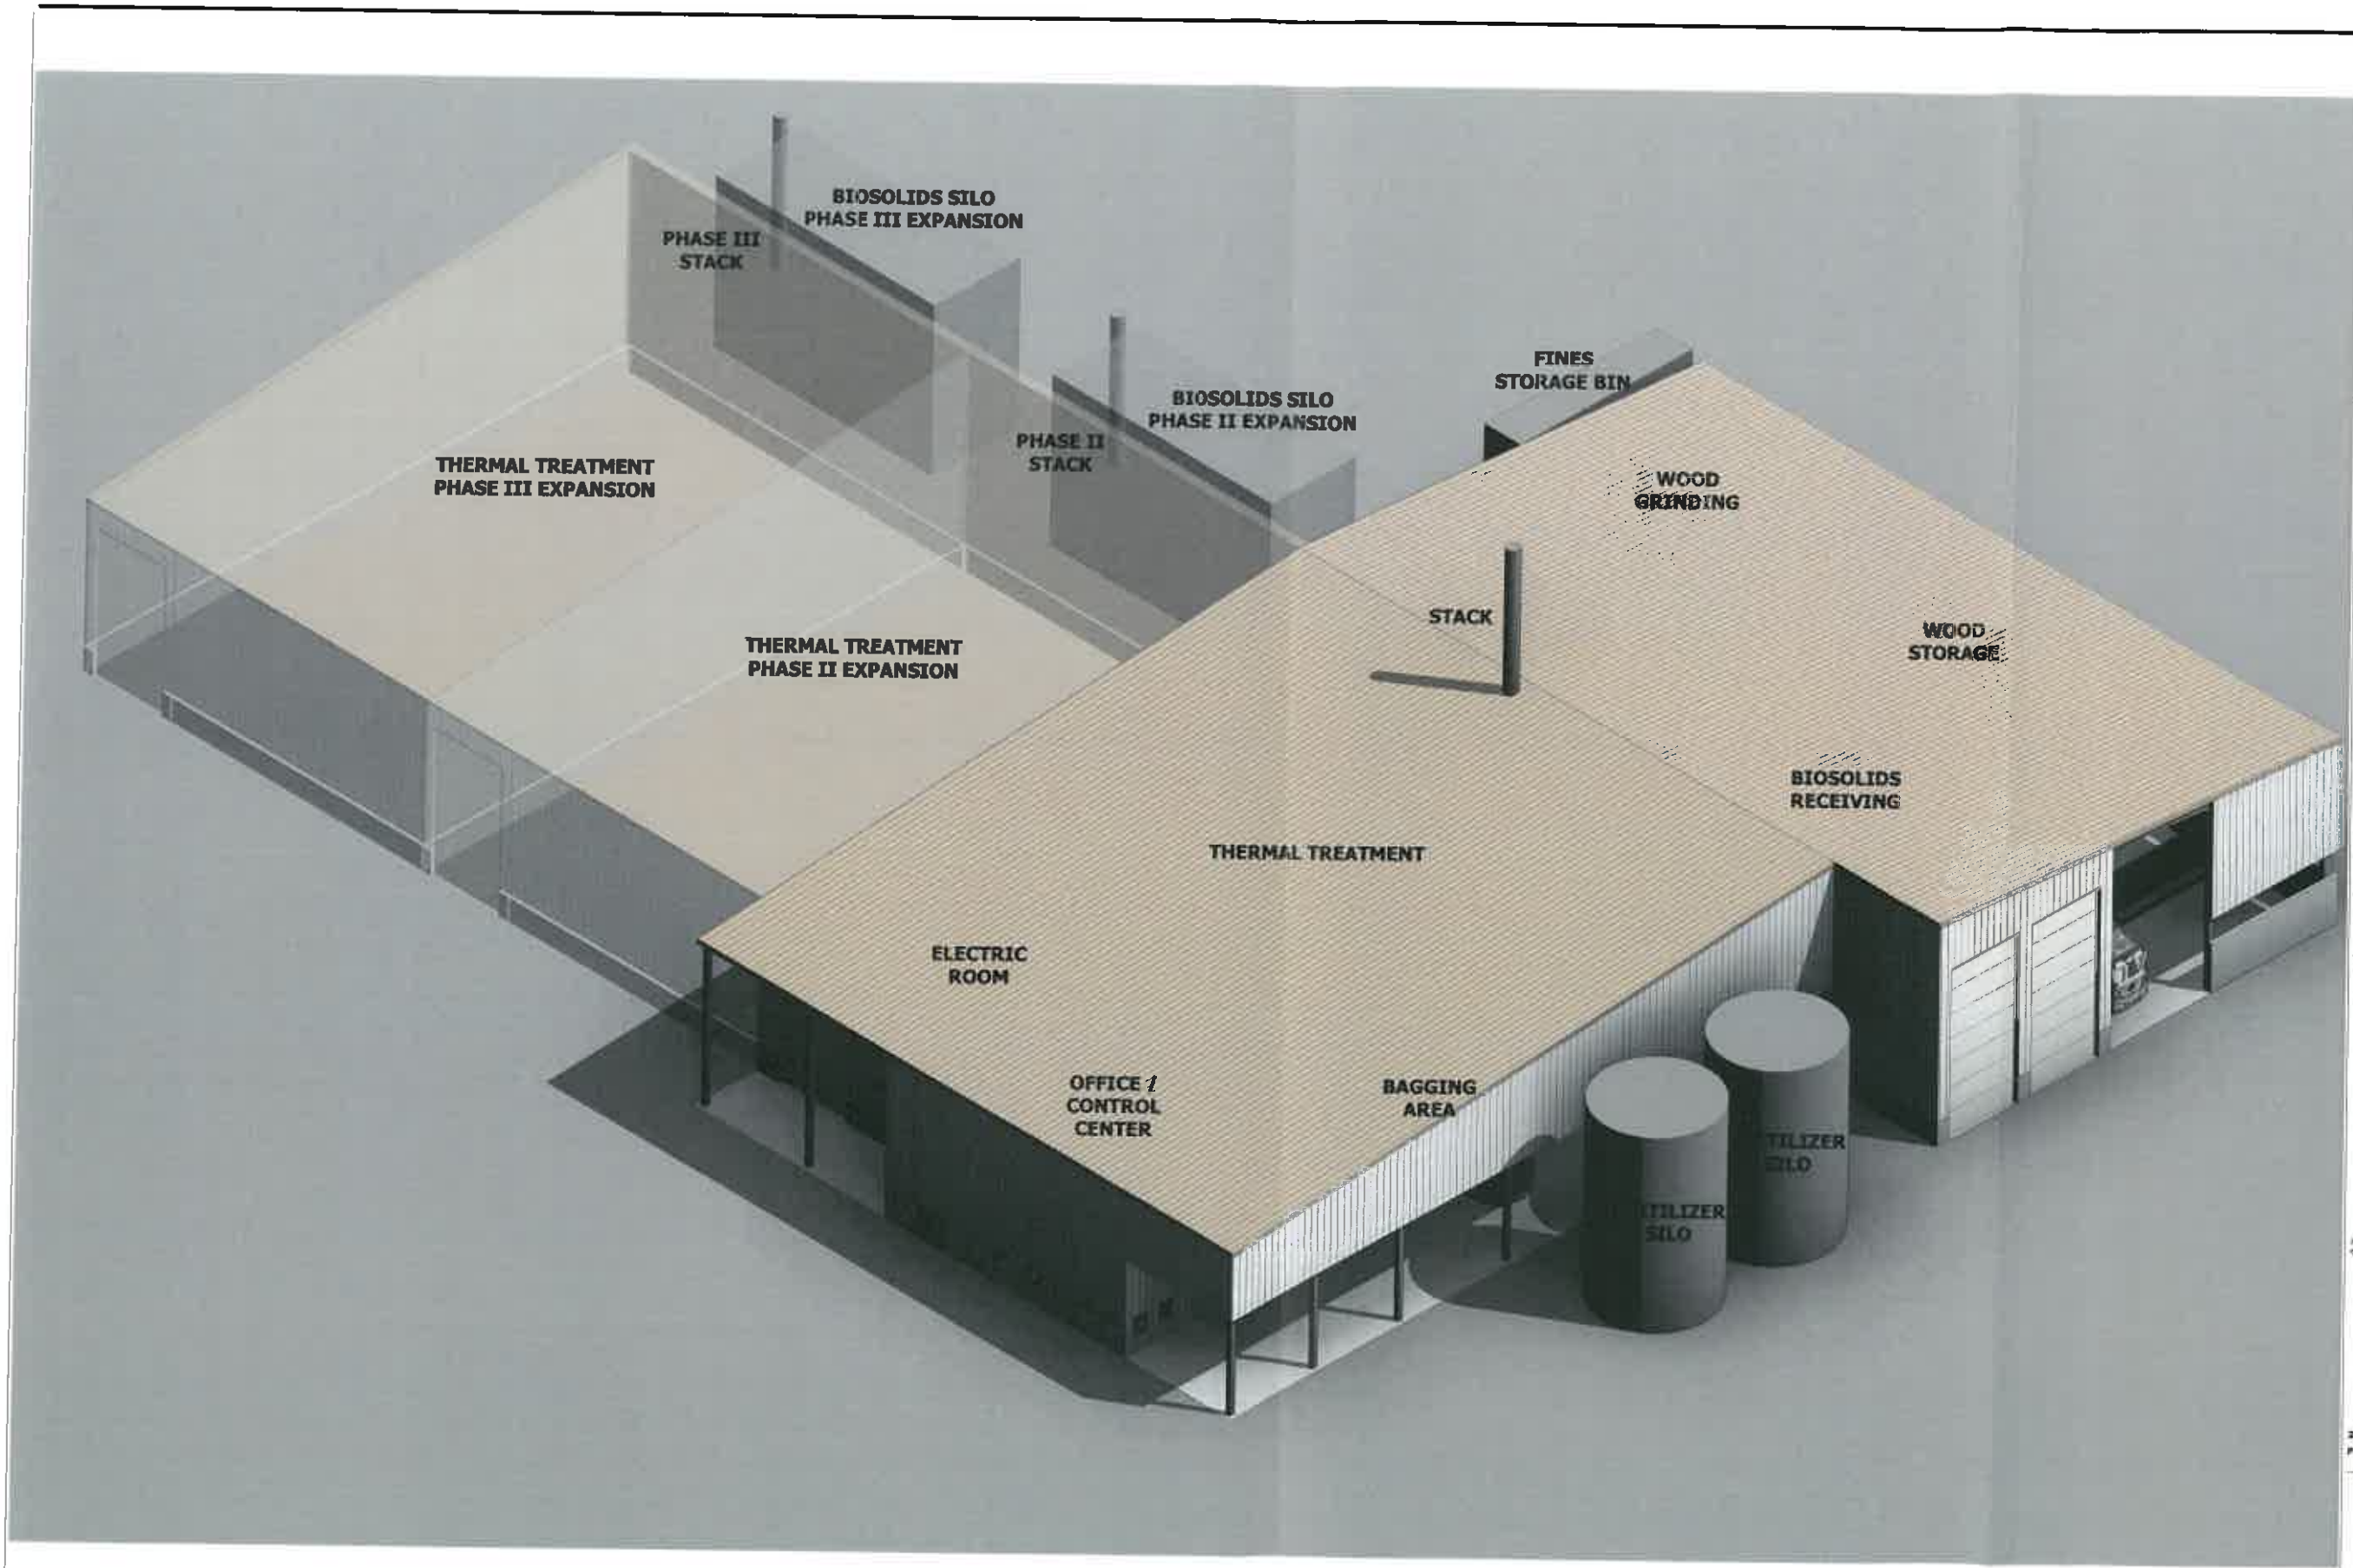 BIOSOLIDS SILO
PHASE III EXPANSION
PHASE III
STACK
FINES
STORAGE BIN
BIOSOLIDS SILO
PHASE II EXPANSION
PHASE II
STACK
THERMAL TREATMENT
PHASE III EXPANSION
WOOD
GRINDING
STACK
WOOD
STORAGE
THERMAL TREATMENT
PHASE II EXPANSION
BIOSOLIDS
RECEIVING
THERMAL TREATMENT
ELECTRIC
ROOM
OFFICE /
CONTROL
CENTER
BAGGING
AREA
TILIZER
SILO
TILIZER
SILO